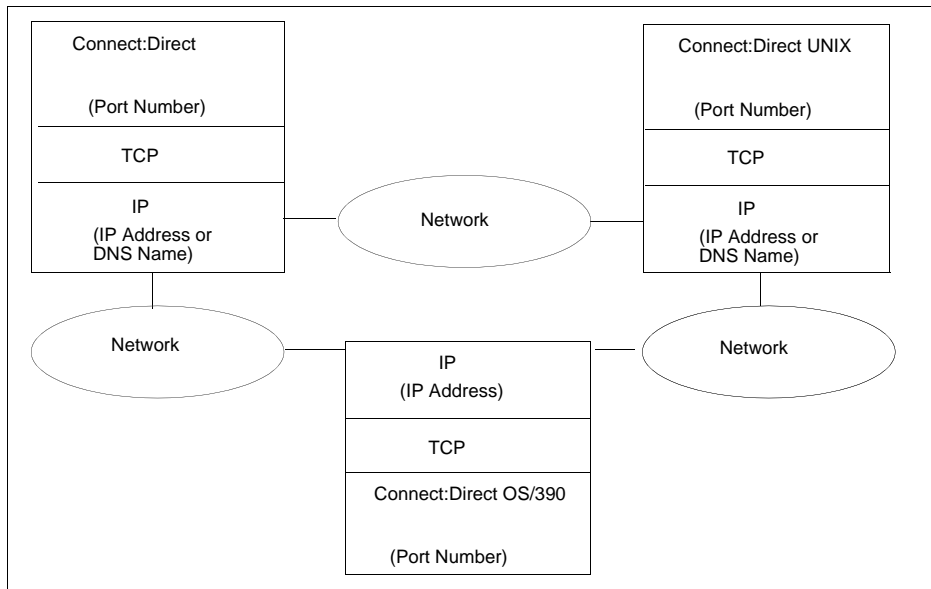 Connect:Direct
(Port Number)
TCP
IP
(IP Address or
DNS Name)
Network
Connect:Direct UNIX
(Port Number)
TCP
IP
(IP Address or
DNS Name)
Network
Network
IP
(IP Address)
TCP
Connect:Direct OS/390
(Port Number)